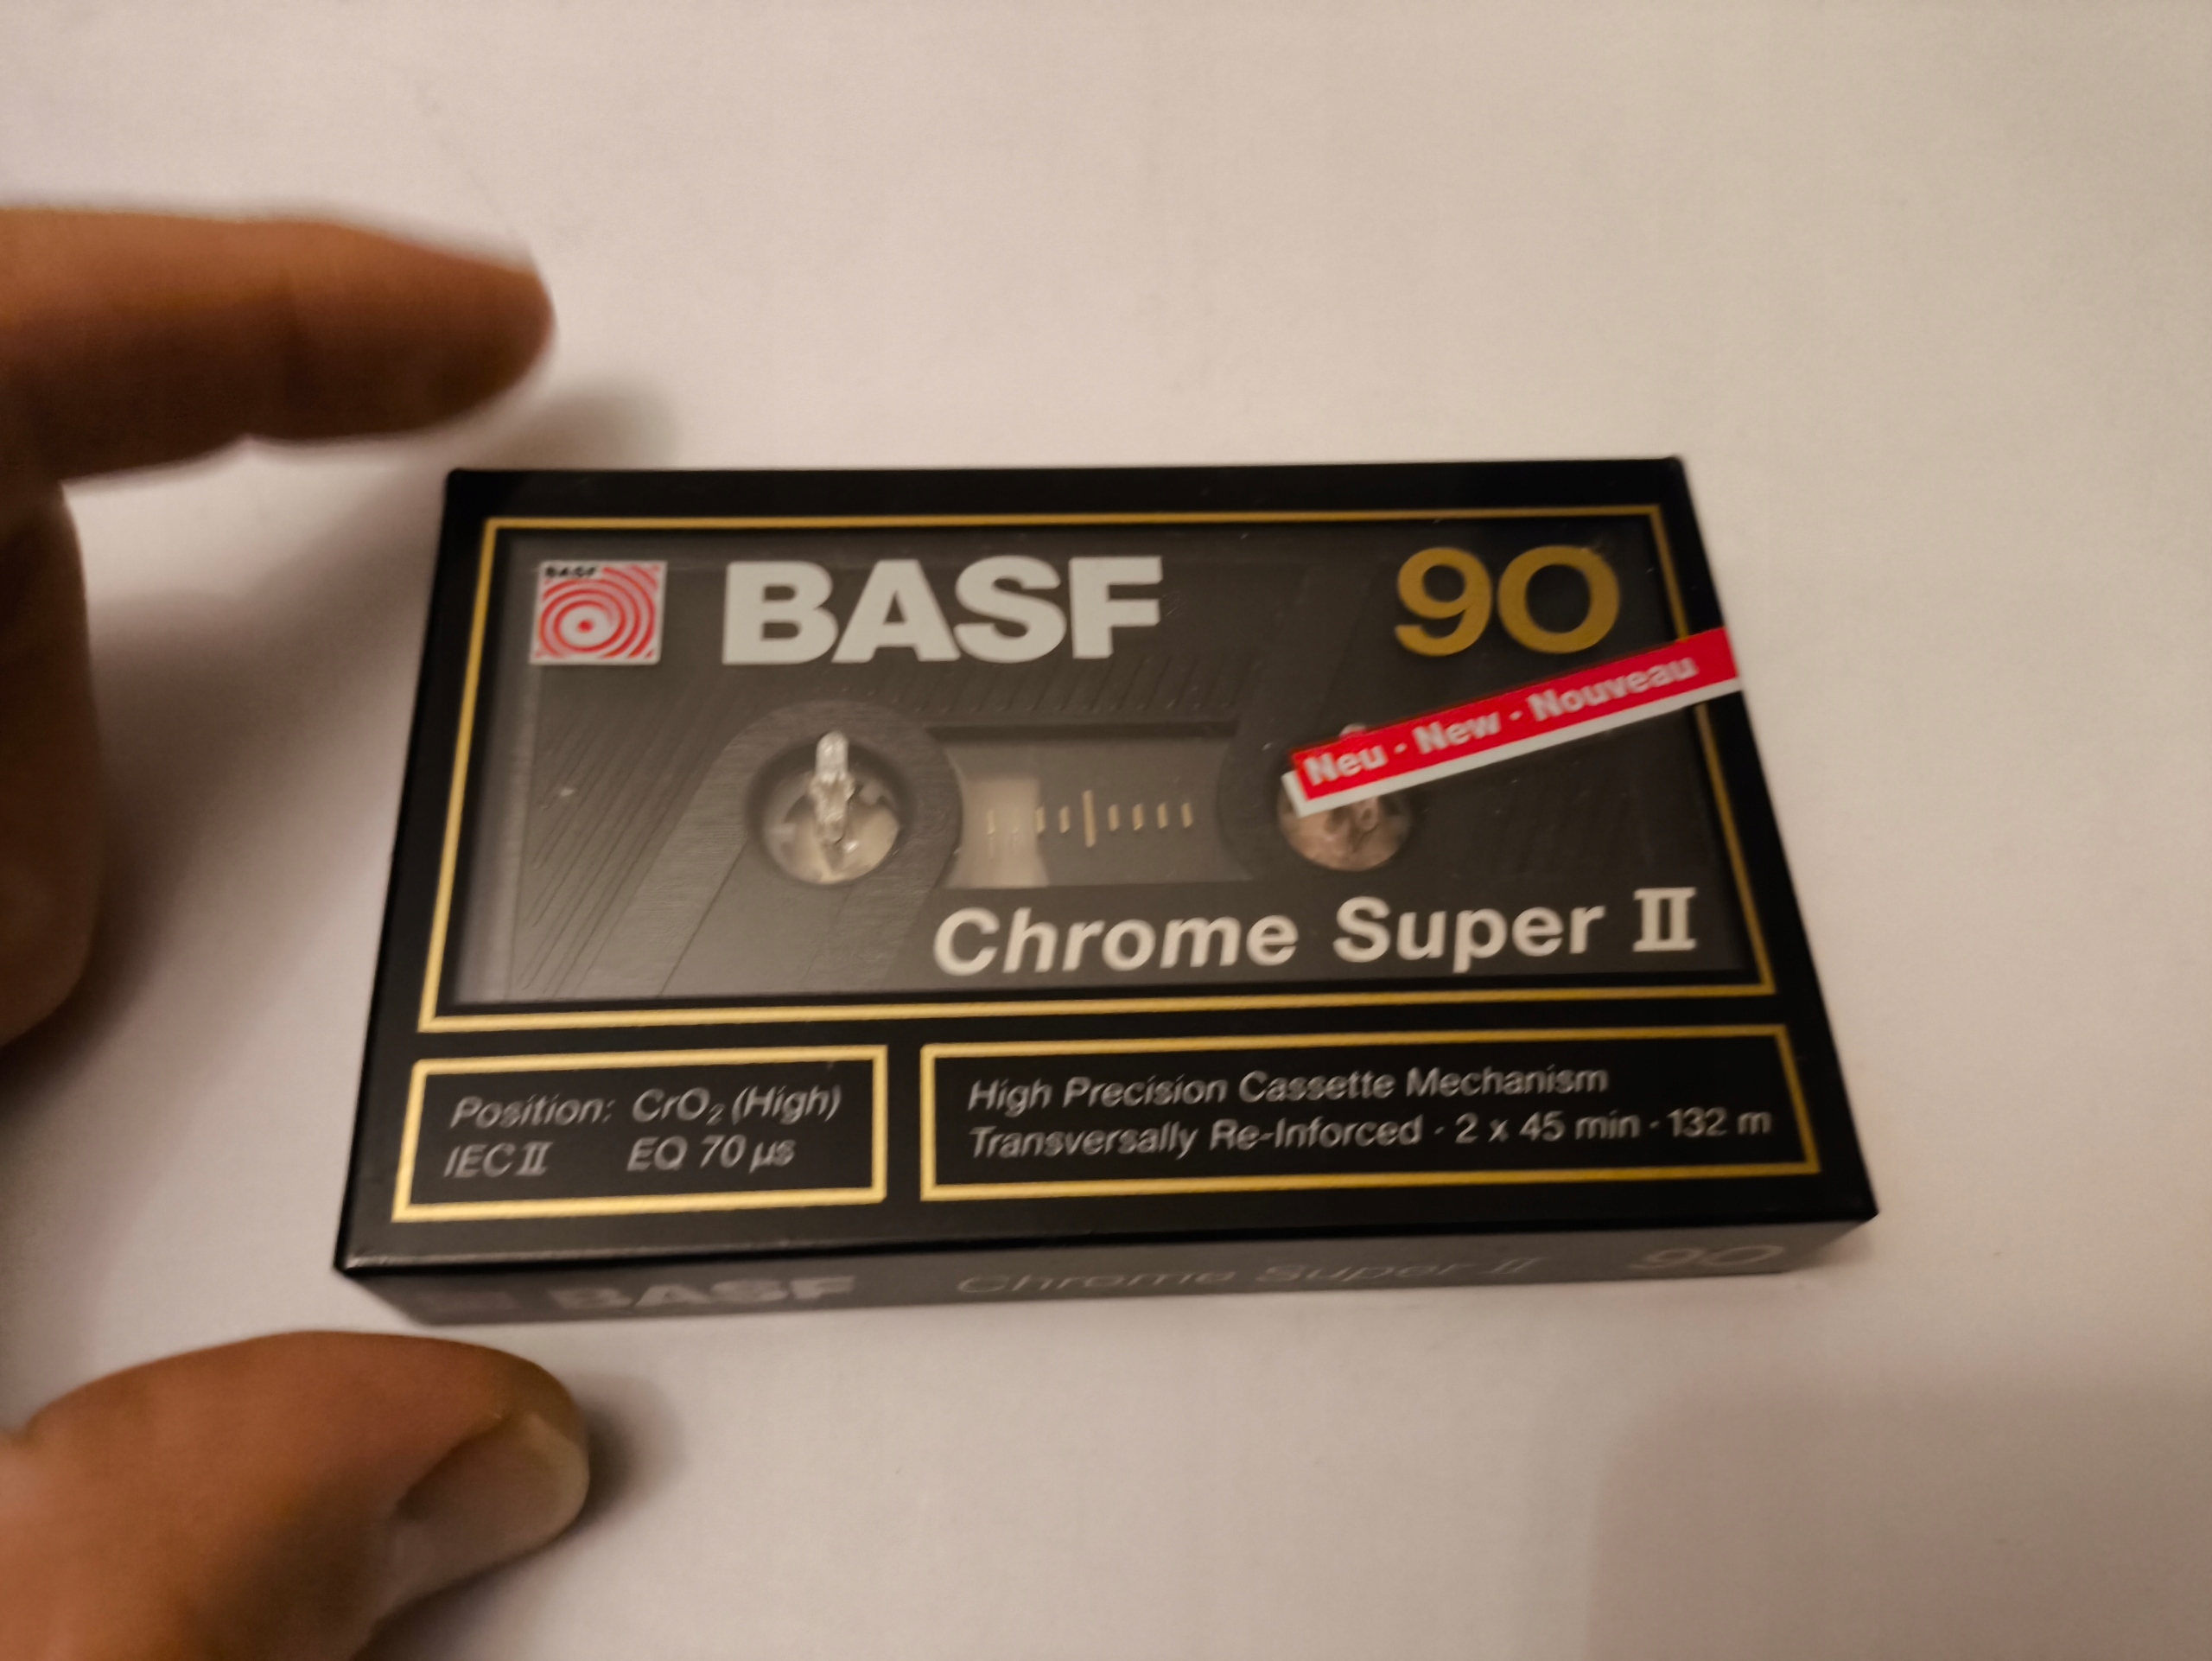 BASF
BASF 90
Neu · New · Nouveau
Chrome Super II
Position: CrO₂ (High)
IEC II EQ 70 µs
High Precision Cassette Mechanism
Transversally Re-Inforced · 2 x 45 min · 132 m
BASF Chrome Super II 90